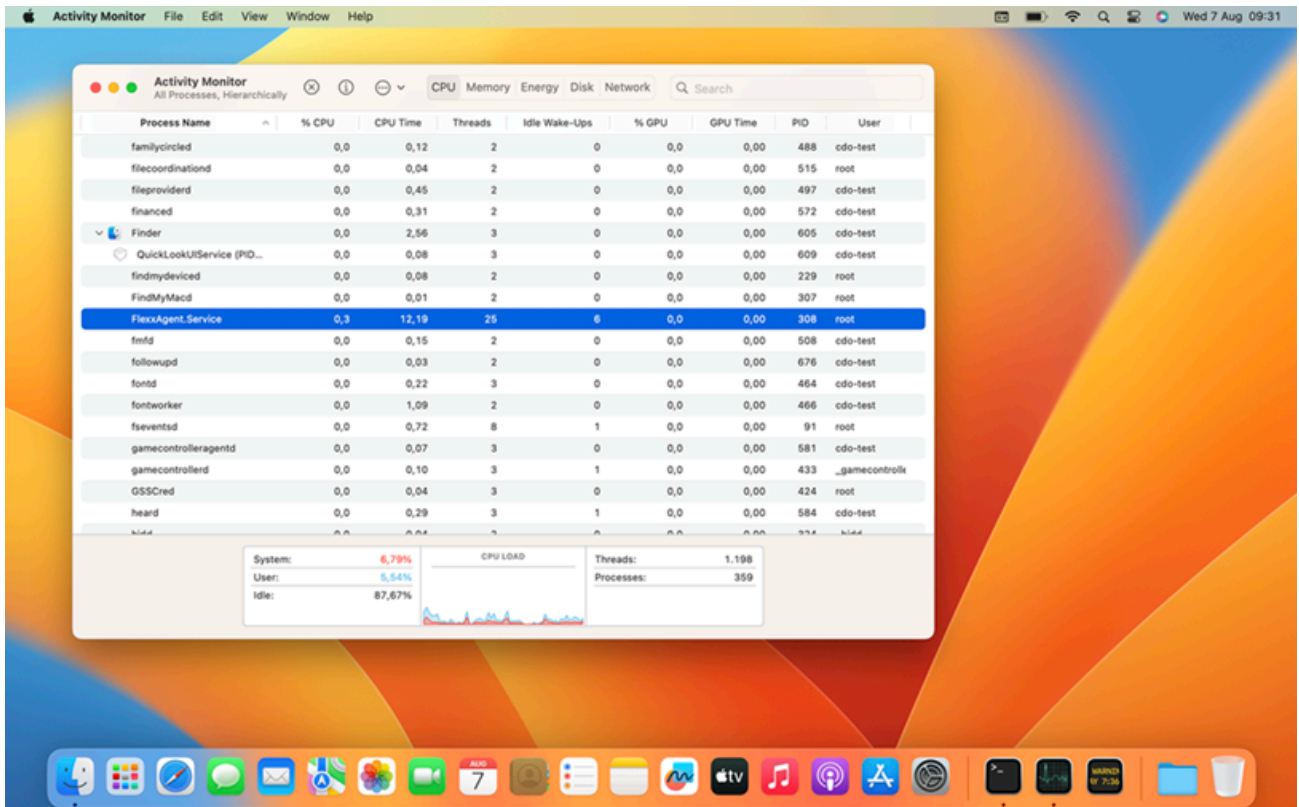 Activity Monitor File Edit View Window Help Wed 7 Aug 09:31
Activity Monitor
All Processes, Hierarchically
CPU Memory Energy Disk Network Search
Process Name % CPU CPU Time Threads Idle Wake-Ups % GPU GPU Time PID User
familycircled 0,0 0,12 2 0 0,0 0,00 488 cdo-test
filecoordinationd 0,0 0,04 2 0 0,0 0,00 515 root
fileproviderd 0,0 0,45 2 0 0,0 0,00 497 cdo-test
financed 0,0 0,31 2 0 0,0 0,00 572 cdo-test
Finder 0,0 2,56 3 0 0,0 0,00 605 cdo-test
QuickLookUIService (PID... 0,0 0,08 3 0 0,0 0,00 609 cdo-test
findmydeviced 0,0 0,08 2 0 0,0 0,00 229 root
FindMyMacd 0,0 0,01 2 0 0,0 0,00 307 root
FlexxAgent.Service 0,3 12,19 25 6 0,0 0,00 308 root
fmfd 0,0 0,15 2 0 0,0 0,00 508 cdo-test
followupd 0,0 0,03 2 0 0,0 0,00 676 cdo-test
fontd 0,0 0,22 3 0 0,0 0,00 464 cdo-test
fontworker 0,0 1,09 2 0 0,0 0,00 466 cdo-test
fseventsd 0,0 0,72 8 1 0,0 0,00 91 root
gamecontrolleragentd 0,0 0,07 3 0 0,0 0,00 581 cdo-test
gamecontrollerd 0,0 0,10 3 1 0,0 0,00 433 _gamecontrolle
GSSCred 0,0 0,04 3 0 0,0 0,00 424 root
heard 0,0 0,29 3 1 0,0 0,00 584 cdo-test
System: 6,79% CPU LOAD Threads: 1.198
User: 5,54% Processes: 359
Idle: 87,67%
AUG
7
tv